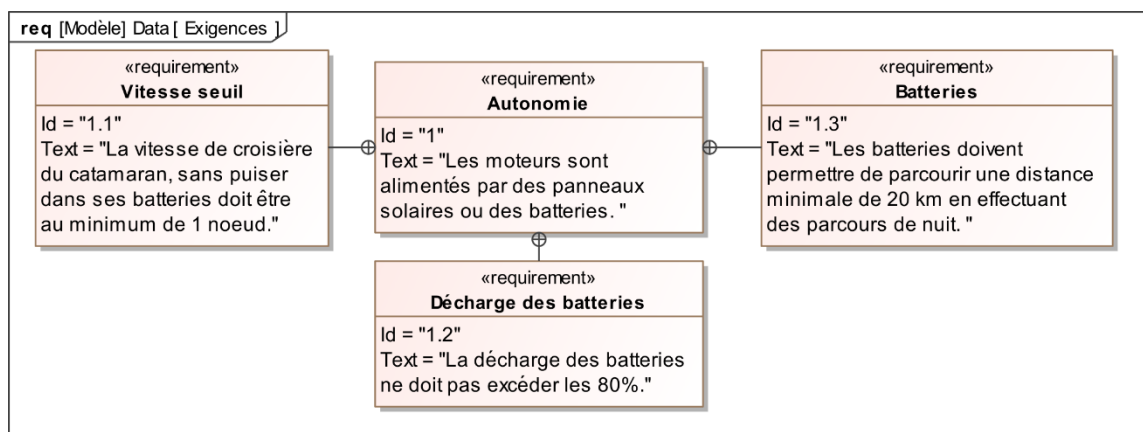 req [Modèle] Data [ Exigences ]
«requirement»
Vitesse seuil
Id = "1.1"
Text = "La vitesse de croisière
du catamaran, sans puiser
dans ses batteries doit être
au minimum de 1 noeud."
«requirement»
Autonomie
Id = "1"
Text = "Les moteurs sont
alimentés par des panneaux
solaires ou des batteries. "
«requirement»
Batteries
Id = "1.3"
Text = "Les batteries doivent
permettre de parcourir une distance
minimale de 20 km en effectuant
des parcours de nuit. "
«requirement»
Décharge des batteries
Id = "1.2"
Text = "La décharge des batteries
ne doit pas excéder les 80%."